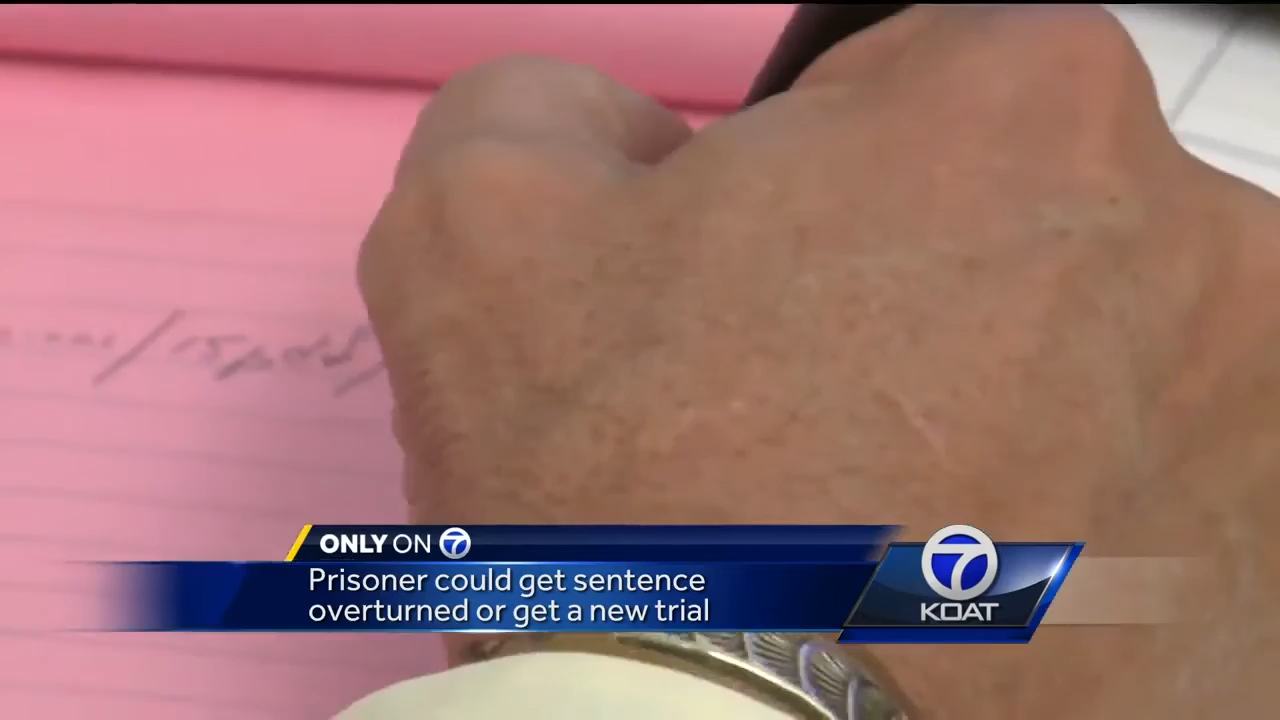 ONLY ON 7
Prisoner could get sentence
overturned or get a new trial
7
KOAT